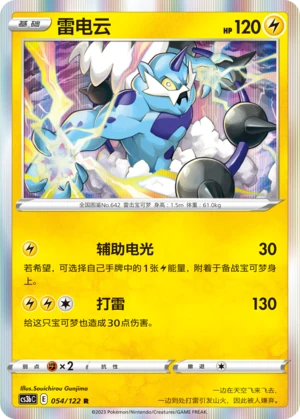 基础 雷电云 HP 120
全国图鉴No.642 雷击宝可梦 身高:1.5m 体重:61.0kg
辅助电光 30
若希望,可选择自己手牌中的1张能量,附着于备战宝可梦身上。
打雷 130
给这只宝可梦也造成30点伤害。
弱点 ×2 抗性 撤退
Illus.Souichirou Gunjima
cs3bC E 054/122 R
一边在天空飞来飞去,
一边到处打雷引发山火,因此被人嫌弃。
©2023 Pokémon/Nintendo/Creatures/GAME FREAK.